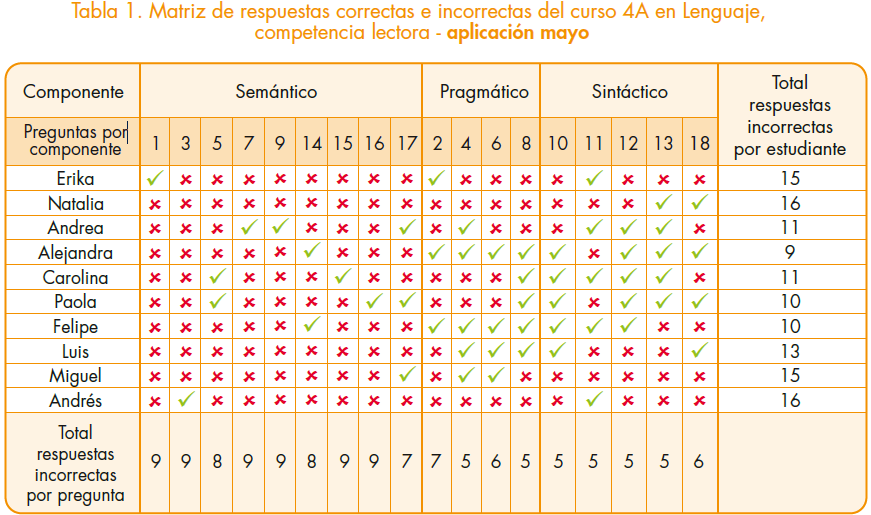 Tabla 1. Matriz de respuestas correctas e incorrectas del curso 4A en Lenguaje,
competencia lectora - aplicación mayo
Componente Semántico Pragmático Sintáctico Total respuestas incorrectas por estudiante
Preguntas por componente 1 3 5 7 9 14 15 16 17 2 4 6 8 10 11 12 13 18
Erika ✓ ✗ ✗ ✗ ✗ ✗ ✗ ✗ ✗ ✓ ✗ ✗ ✗ ✗ ✓ ✗ ✗ ✗ 15
Natalia ✗ ✗ ✗ ✗ ✗ ✗ ✗ ✗ ✗ ✗ ✗ ✗ ✗ ✗ ✗ ✗ ✓ ✓ 16
Andrea ✗ ✗ ✗ ✓ ✓ ✗ ✗ ✗ ✓ ✗ ✓ ✗ ✗ ✗ ✓ ✓ ✓ ✗ 11
Alejandra ✗ ✗ ✗ ✗ ✗ ✓ ✗ ✗ ✗ ✓ ✓ ✓ ✓ ✓ ✗ ✓ ✓ ✓ 9
Carolina ✗ ✗ ✓ ✗ ✗ ✗ ✓ ✗ ✗ ✗ ✗ ✗ ✓ ✓ ✓ ✓ ✓ ✗ 11
Paola ✗ ✗ ✓ ✗ ✗ ✗ ✗ ✓ ✓ ✗ ✗ ✗ ✓ ✓ ✗ ✓ ✓ ✓ 10
Felipe ✗ ✗ ✗ ✗ ✗ ✓ ✗ ✗ ✗ ✓ ✓ ✓ ✓ ✓ ✓ ✓ ✗ ✗ 10
Luis ✗ ✗ ✗ ✗ ✗ ✗ ✗ ✗ ✗ ✗ ✓ ✓ ✓ ✓ ✗ ✗ ✗ ✓ 13
Miguel ✗ ✗ ✗ ✗ ✗ ✗ ✗ ✗ ✓ ✗ ✓ ✓ ✗ ✗ ✗ ✗ ✗ ✗ 15
Andrés ✗ ✓ ✗ ✗ ✗ ✗ ✗ ✗ ✗ ✗ ✗ ✗ ✗ ✗ ✓ ✗ ✗ ✗ 16
Total respuestas incorrectas por pregunta 9 9 8 9 9 8 9 9 7 7 5 6 5 5 5 5 5 6